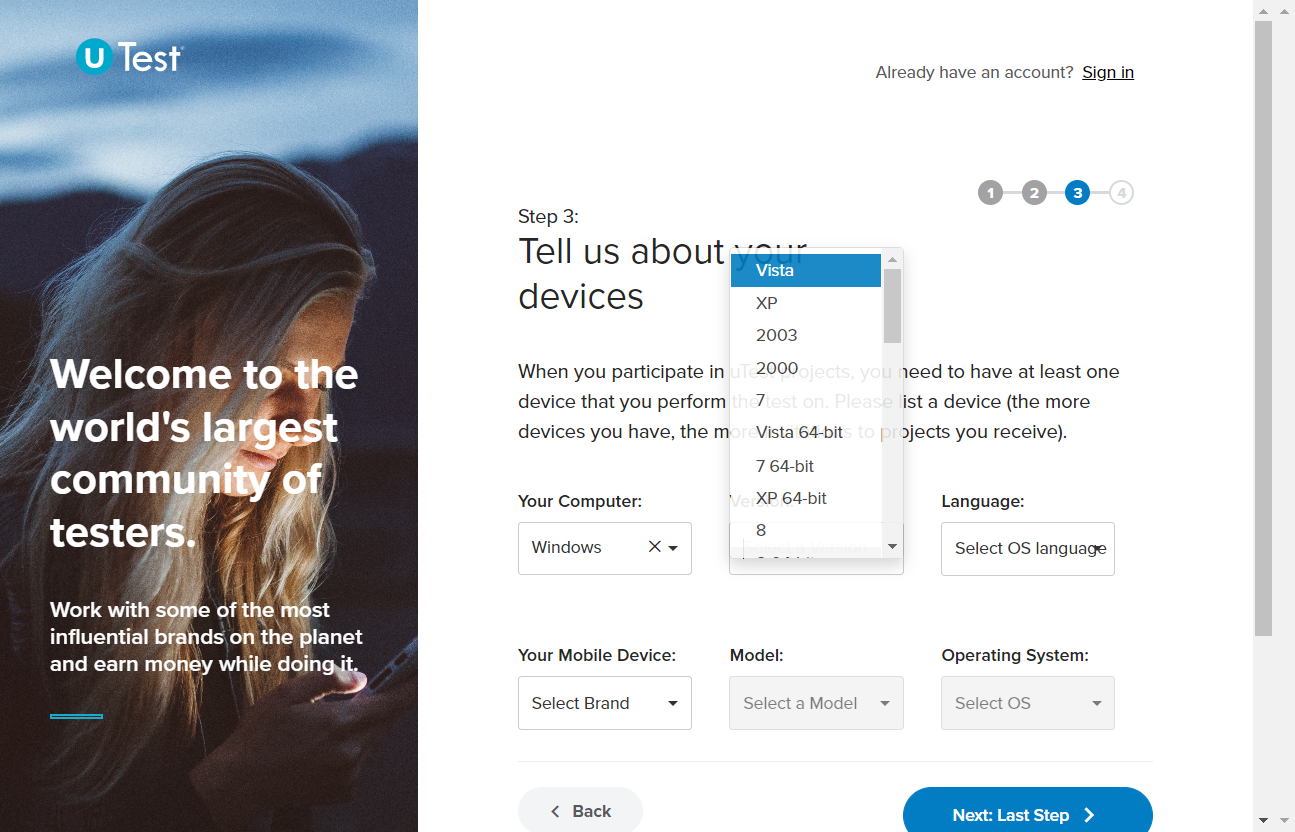 U Test
Already have an account? Sign in
1 2 3 4
Step 3:
Tell us about your
devices
Welcome to the
world's largest
community of
testers.
Work with some of the most
influential brands on the planet
and earn money while doing it.
When you participate in uTest projects, you need to have at least one
device that you perform the test on. Please list a device (the more
devices you have, the more to projects you receive).
Vista
XP
2003
2000
7
Vista 64-bit
7 64-bit
XP 64-bit
8
Your Computer:
Version:
Language:
Windows
Select OS language
Your Mobile Device:
Model:
Operating System:
Select Brand
Select a Model
Select OS
Back
Next: Last Step